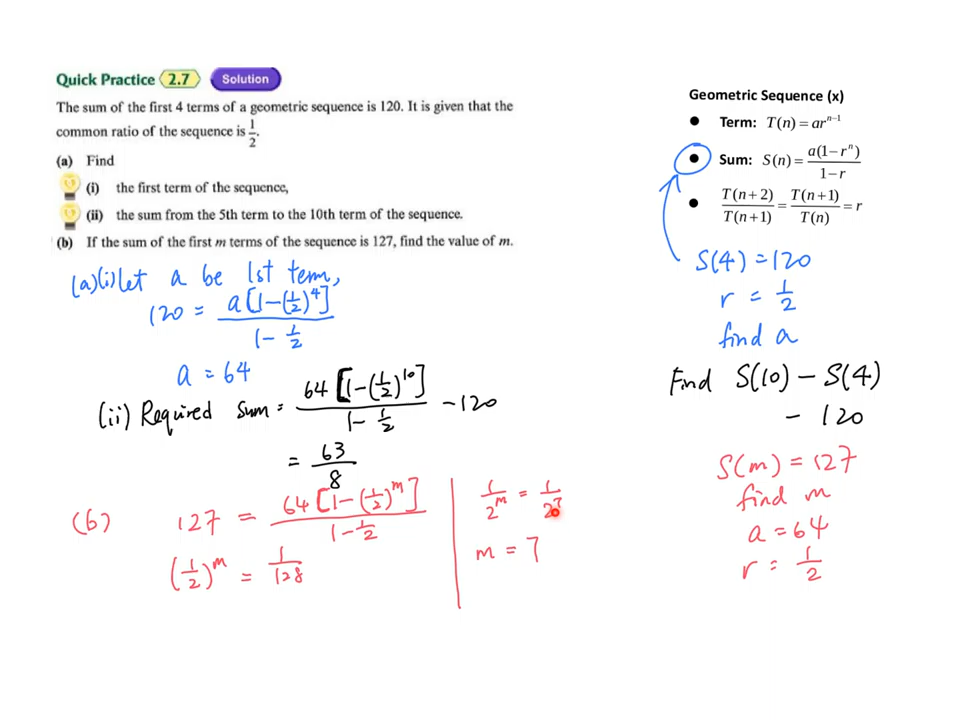 Quick Practice 2.7 Solution
The sum of the first 4 terms of a geometric sequence is 120. It is given that the
common ratio of the sequence is 1/2.
(a) Find
(i) the first term of the sequence,
(ii) the sum from the 5th term to the 10th term of the sequence.
(b) If the sum of the first m terms of the sequence is 127, find the value of m.
(a)(i) let a be 1st term,
120 = a[1-(1/2)^4] / (1 - 1/2)
a = 64
(ii) Required sum = 64[1-(1/2)^10] / (1 - 1/2) - 120
= 63/8
(b) 127 = 64[1-(1/2)^m] / (1 - 1/2)
(1/2)^m = 1/128
1/2^m = 1/2^7
m = 7
Geometric Sequence (x)
● Term: T(n) = ar^(n-1)
● Sum: S(n) = a(1-r^n) / (1-r)
● T(n+2)/T(n+1) = T(n+1)/T(n) = r
S(4) = 120
r = 1/2
find a
Find S(10) - S(4)
- 120
S(m) = 127
find m
a = 64
r = 1/2